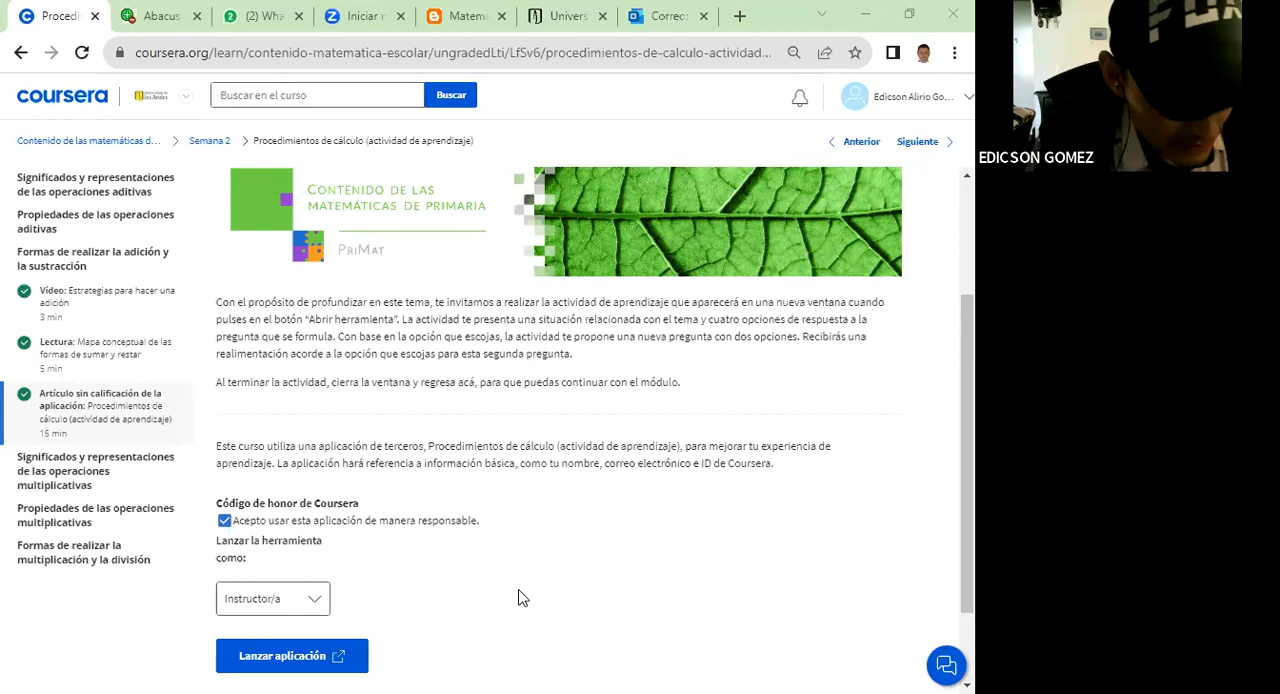 Procedi
Abacus
(2) Wha
Iniciar r
Matema
Univers
Correo:
coursera.org/learn/contenido-matematica-escolar/ungradedLti/LfSv6/procedimientos-de-calculo-actividad...
coursera
Buscar en el curso
Buscar
Edicson Alirio Go...
Contenido de las matemáticas d...
Semana 2
Procedimientos de cálculo (actividad de aprendizaje)
Anterior
Siguiente
Significados y representaciones
de las operaciones aditivas
Propiedades de las operaciones
aditivas
Formas de realizar la adición y
la sustracción
Vídeo: Estrategias para hacer una
adición
3 min
Lectura: Mapa conceptual de las
formas de sumar y restar
5 min
Artículo sin calificación de la
aplicación: Procedimientos de
cálculo (actividad de aprendizaje)
15 min
Significados y representaciones
de las operaciones
multiplicativas
Propiedades de las operaciones
multiplicativas
Formas de realizar la
multiplicación y la división
CONTENIDO DE LAS
MATEMÁTICAS DE PRIMARIA
PRIMAT
Con el propósito de profundizar en este tema, te invitamos a realizar la actividad de aprendizaje que aparecerá en una nueva ventana cuando
pulses en el botón “Abrir herramienta”. La actividad te presenta una situación relacionada con el tema y cuatro opciones de respuesta a la
pregunta que se formula. Con base en la opción que escojas, la actividad te propone una nueva pregunta con dos opciones. Recibirás una
realimentación acorde a la opción que escojas para esta segunda pregunta.
Al terminar la actividad, cierra la ventana y regresa acá, para que puedas continuar con el módulo.
Este curso utiliza una aplicación de terceros, Procedimientos de cálculo (actividad de aprendizaje), para mejorar tu experiencia de
aprendizaje. La aplicación hará referencia a información básica, como tu nombre, correo electrónico e ID de Coursera.
Código de honor de Coursera
Acepto usar esta aplicación de manera responsable.
Lanzar la herramienta
como:
Instructor/a
Lanzar aplicación
EDICSON GOMEZ